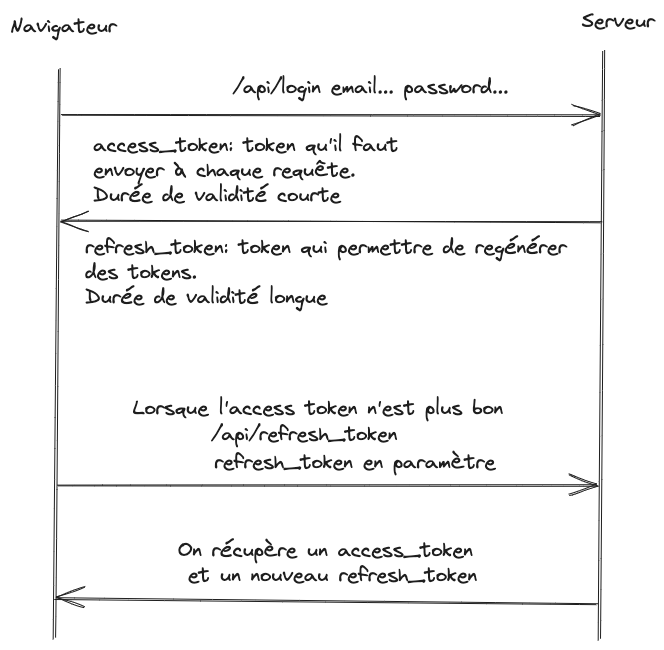 Navigateur
Serveur
/api/login email... password...
access_token: token qu'il faut
envoyer à chaque requête.
Durée de validité courte
refresh_token: token qui permettre de regénérer
des tokens.
Durée de validité longue
Lorsque l'access token n'est plus bon
/api/refresh_token
refresh_token en paramètre
On récupère un access_token
et un nouveau refresh_token